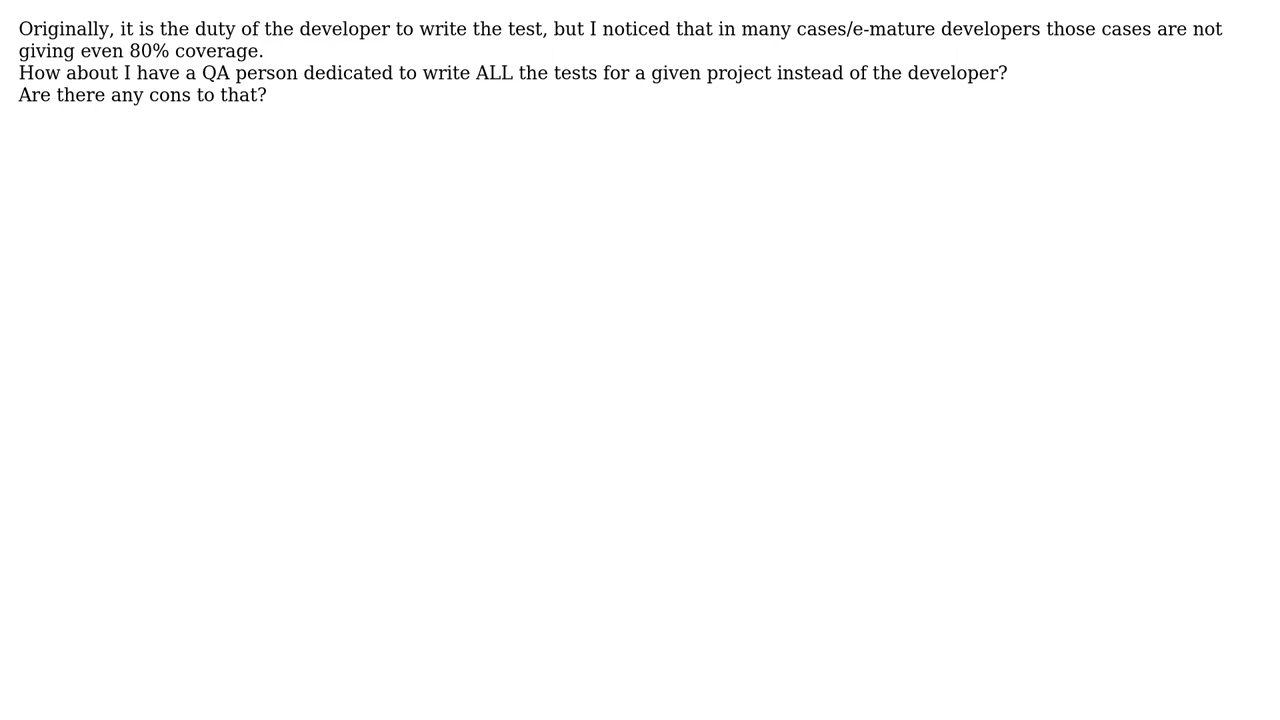 Originally, it is the duty of the developer to write the test, but I noticed that in many cases/e-mature developers those cases are not
giving even 80% coverage.
How about I have a QA person dedicated to write ALL the tests for a given project instead of the developer?
Are there any cons to that?